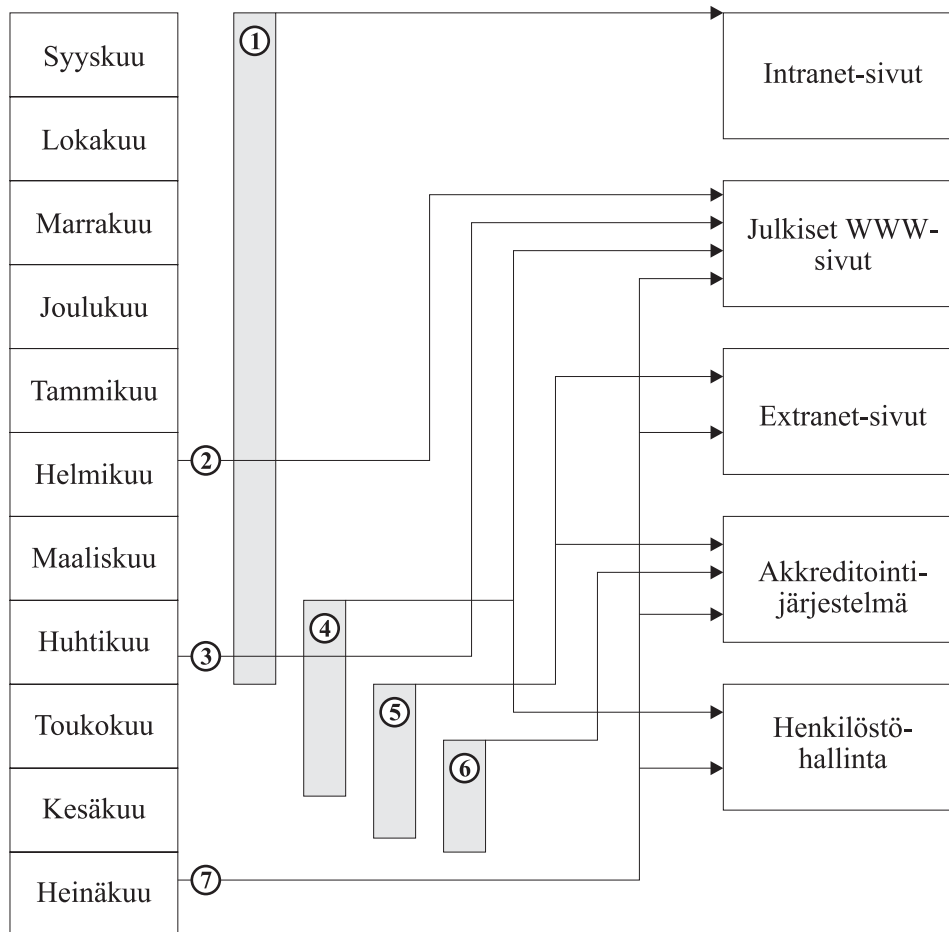 Syyskuu
Lokakuu
Marrakuu
Joulukuu
Tammikuu
Helmikuu
Maaliskuu
Huhtikuu
Toukokuu
Kesäkuu
Heinäkuu
1
2
3
4
5
6
7
Intranet-sivut
Julkiset WWW-
sivut
Extranet-sivut
Akkreditointi-
järjestelmä
Henkilöstö-
hallinta